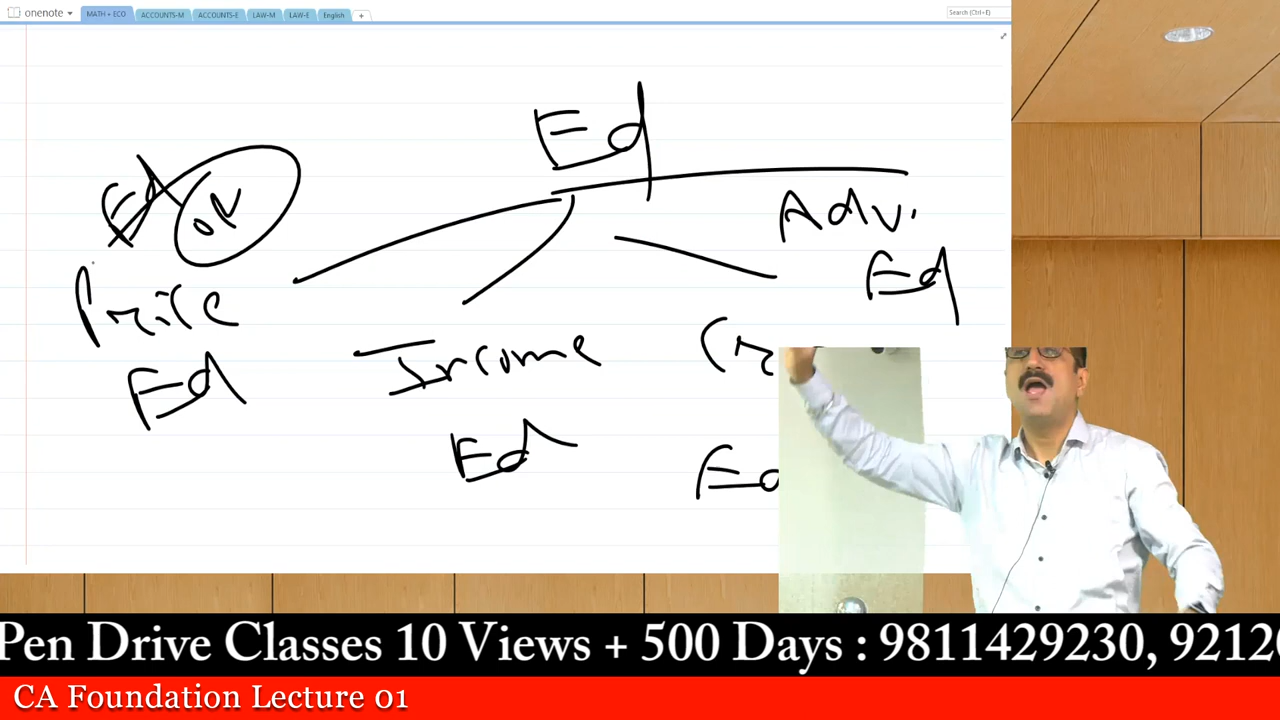 onenote MATH + ECO ACCOUNTS-M ACCOUNTS-E LAW-M LAW-E English + Search (Ctrl+E)
Ed
Ed
Adv.
Ed
Price
Income
Ed
Ed
Pen Drive Classes 10 Views + 500 Days : 9811429230, 9212
CA Foundation Lecture 01